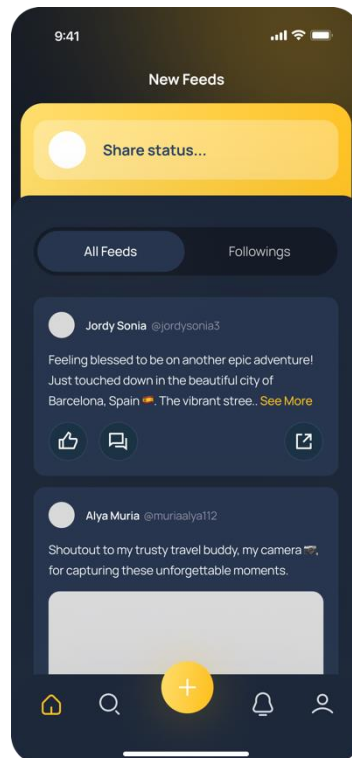 9:41
New Feeds
Share status...
All Feeds
Followings
Jordy Sonia @jordysonia3
Feeling blessed to be on another epic adventure!
Just touched down in the beautiful city of
Barcelona, Spain 🇪🇸. The vibrant stree.. See More
Alya Muria @muriaalya112
Shoutout to my trusty travel buddy, my camera 📷,
for capturing these unforgettable moments.